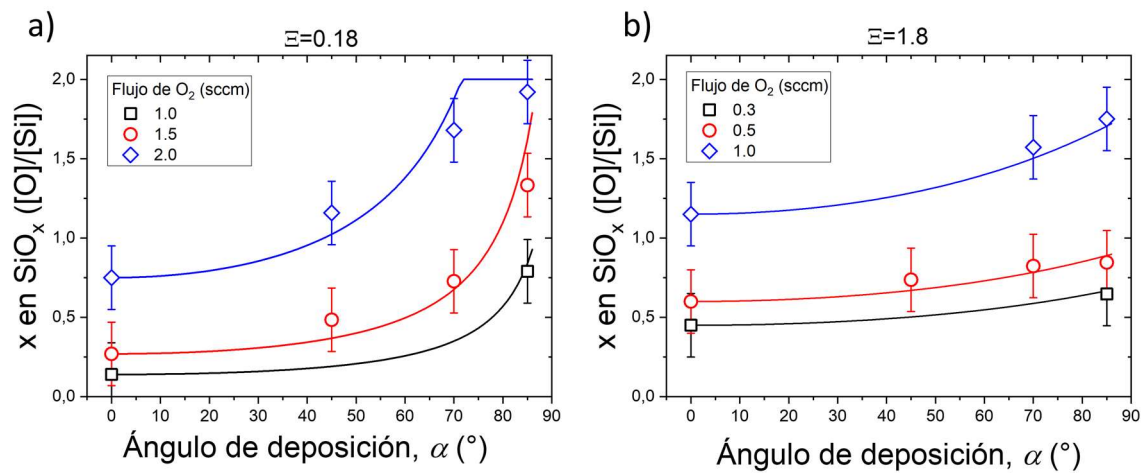 a)
Ξ=0.18
Flujo de O₂ (sccm)
1.0
1.5
2.0
x en SiOₓ ([O]/[Si])
2,0
1,5
1,0
0,5
0,0
0 10 20 30 40 50 60 70 80 90
Ángulo de deposición, α (°)
b)
Ξ=1.8
Flujo de O₂ (sccm)
0.3
0.5
1.0
x en SiOₓ ([O]/[Si])
2,0
1,5
1,0
0,5
0,0
0 10 20 30 40 50 60 70 80 90
Ángulo de deposición, α (°)